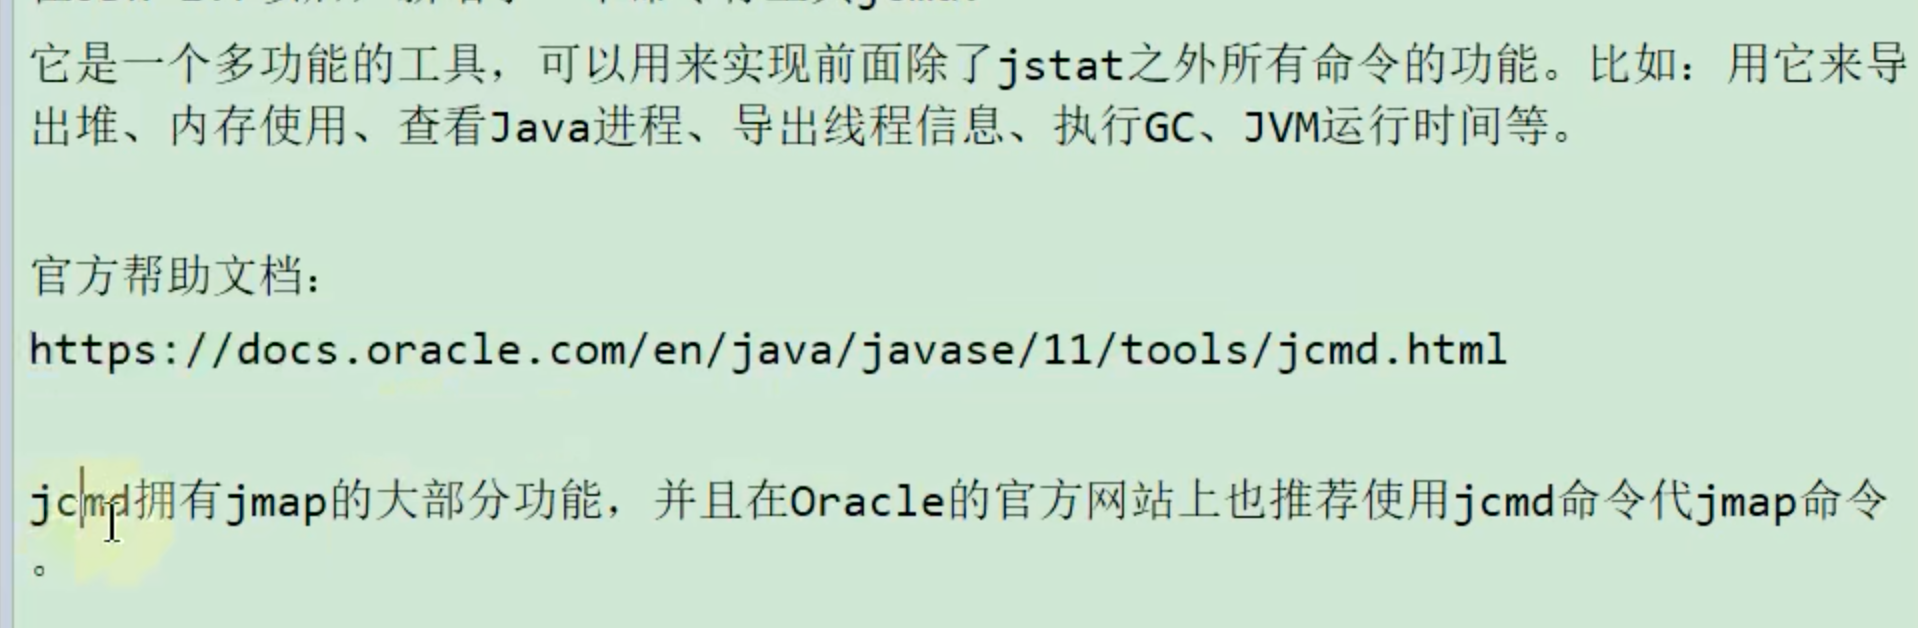 它是一个多功能的工具，可以用来实现前面除了jstat之外所有命令的功能。比如：用它来导
出堆、内存使用、查看Java进程、导出线程信息、执行GC、JVM运行时间等。
官方帮助文档：
https://docs.oracle.com/en/java/javase/11/tools/jcmd.html
jcmd拥有jmap的大部分功能，并且在Oracle的官方网站上也推荐使用jcmd命令代jmap命令
。